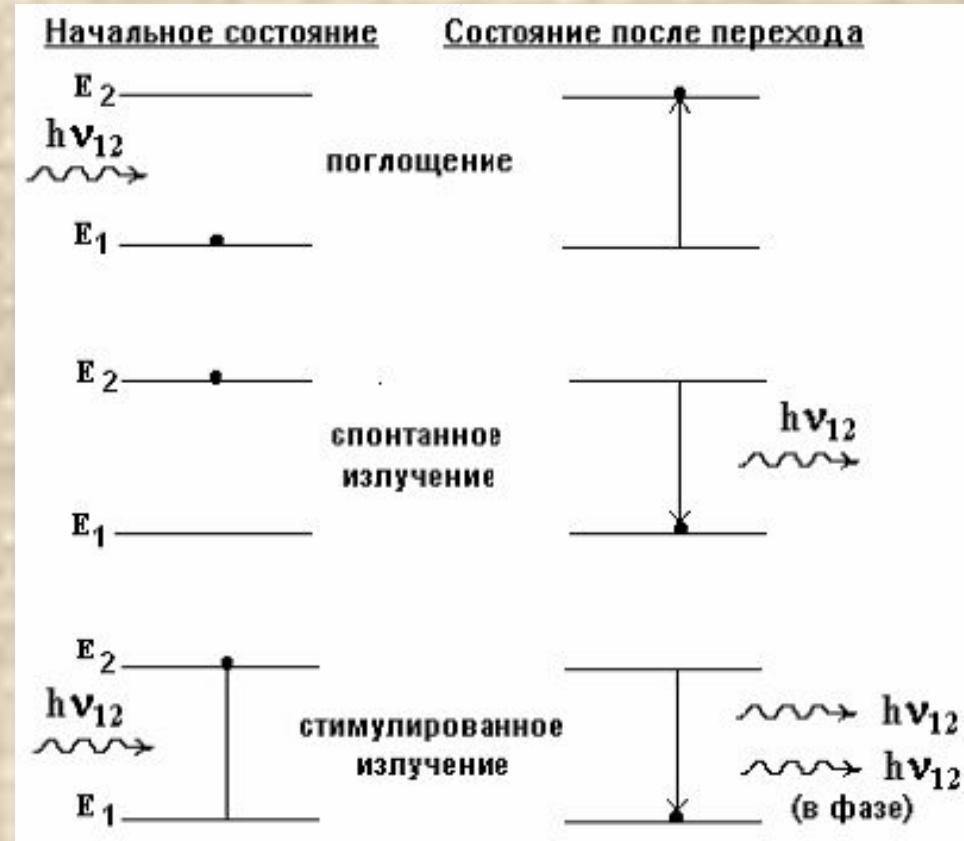 Начальное состояние Состояние после перехода
E2
hν12
поглощение
E1
E2
спонтанное
излучение
hν12
E1
E2
hν12
стимулированное
излучение
hν12
hν12
(в фазе)
E1